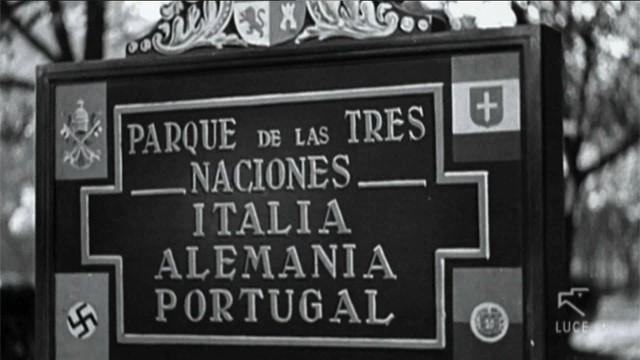 PARQUE DE LAS TRES
NACIONES
ITALIA
ALEMANIA
PORTUGAL
LUCE